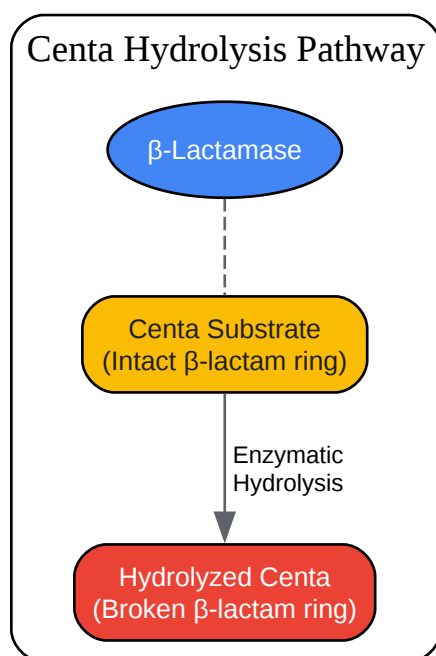 Centa Hydrolysis Pathway
β-Lactamase
Centa Substrate
(Intact β-lactam ring)
Enzymatic
Hydrolysis
Hydrolyzed Centa
(Broken β-lactam ring)